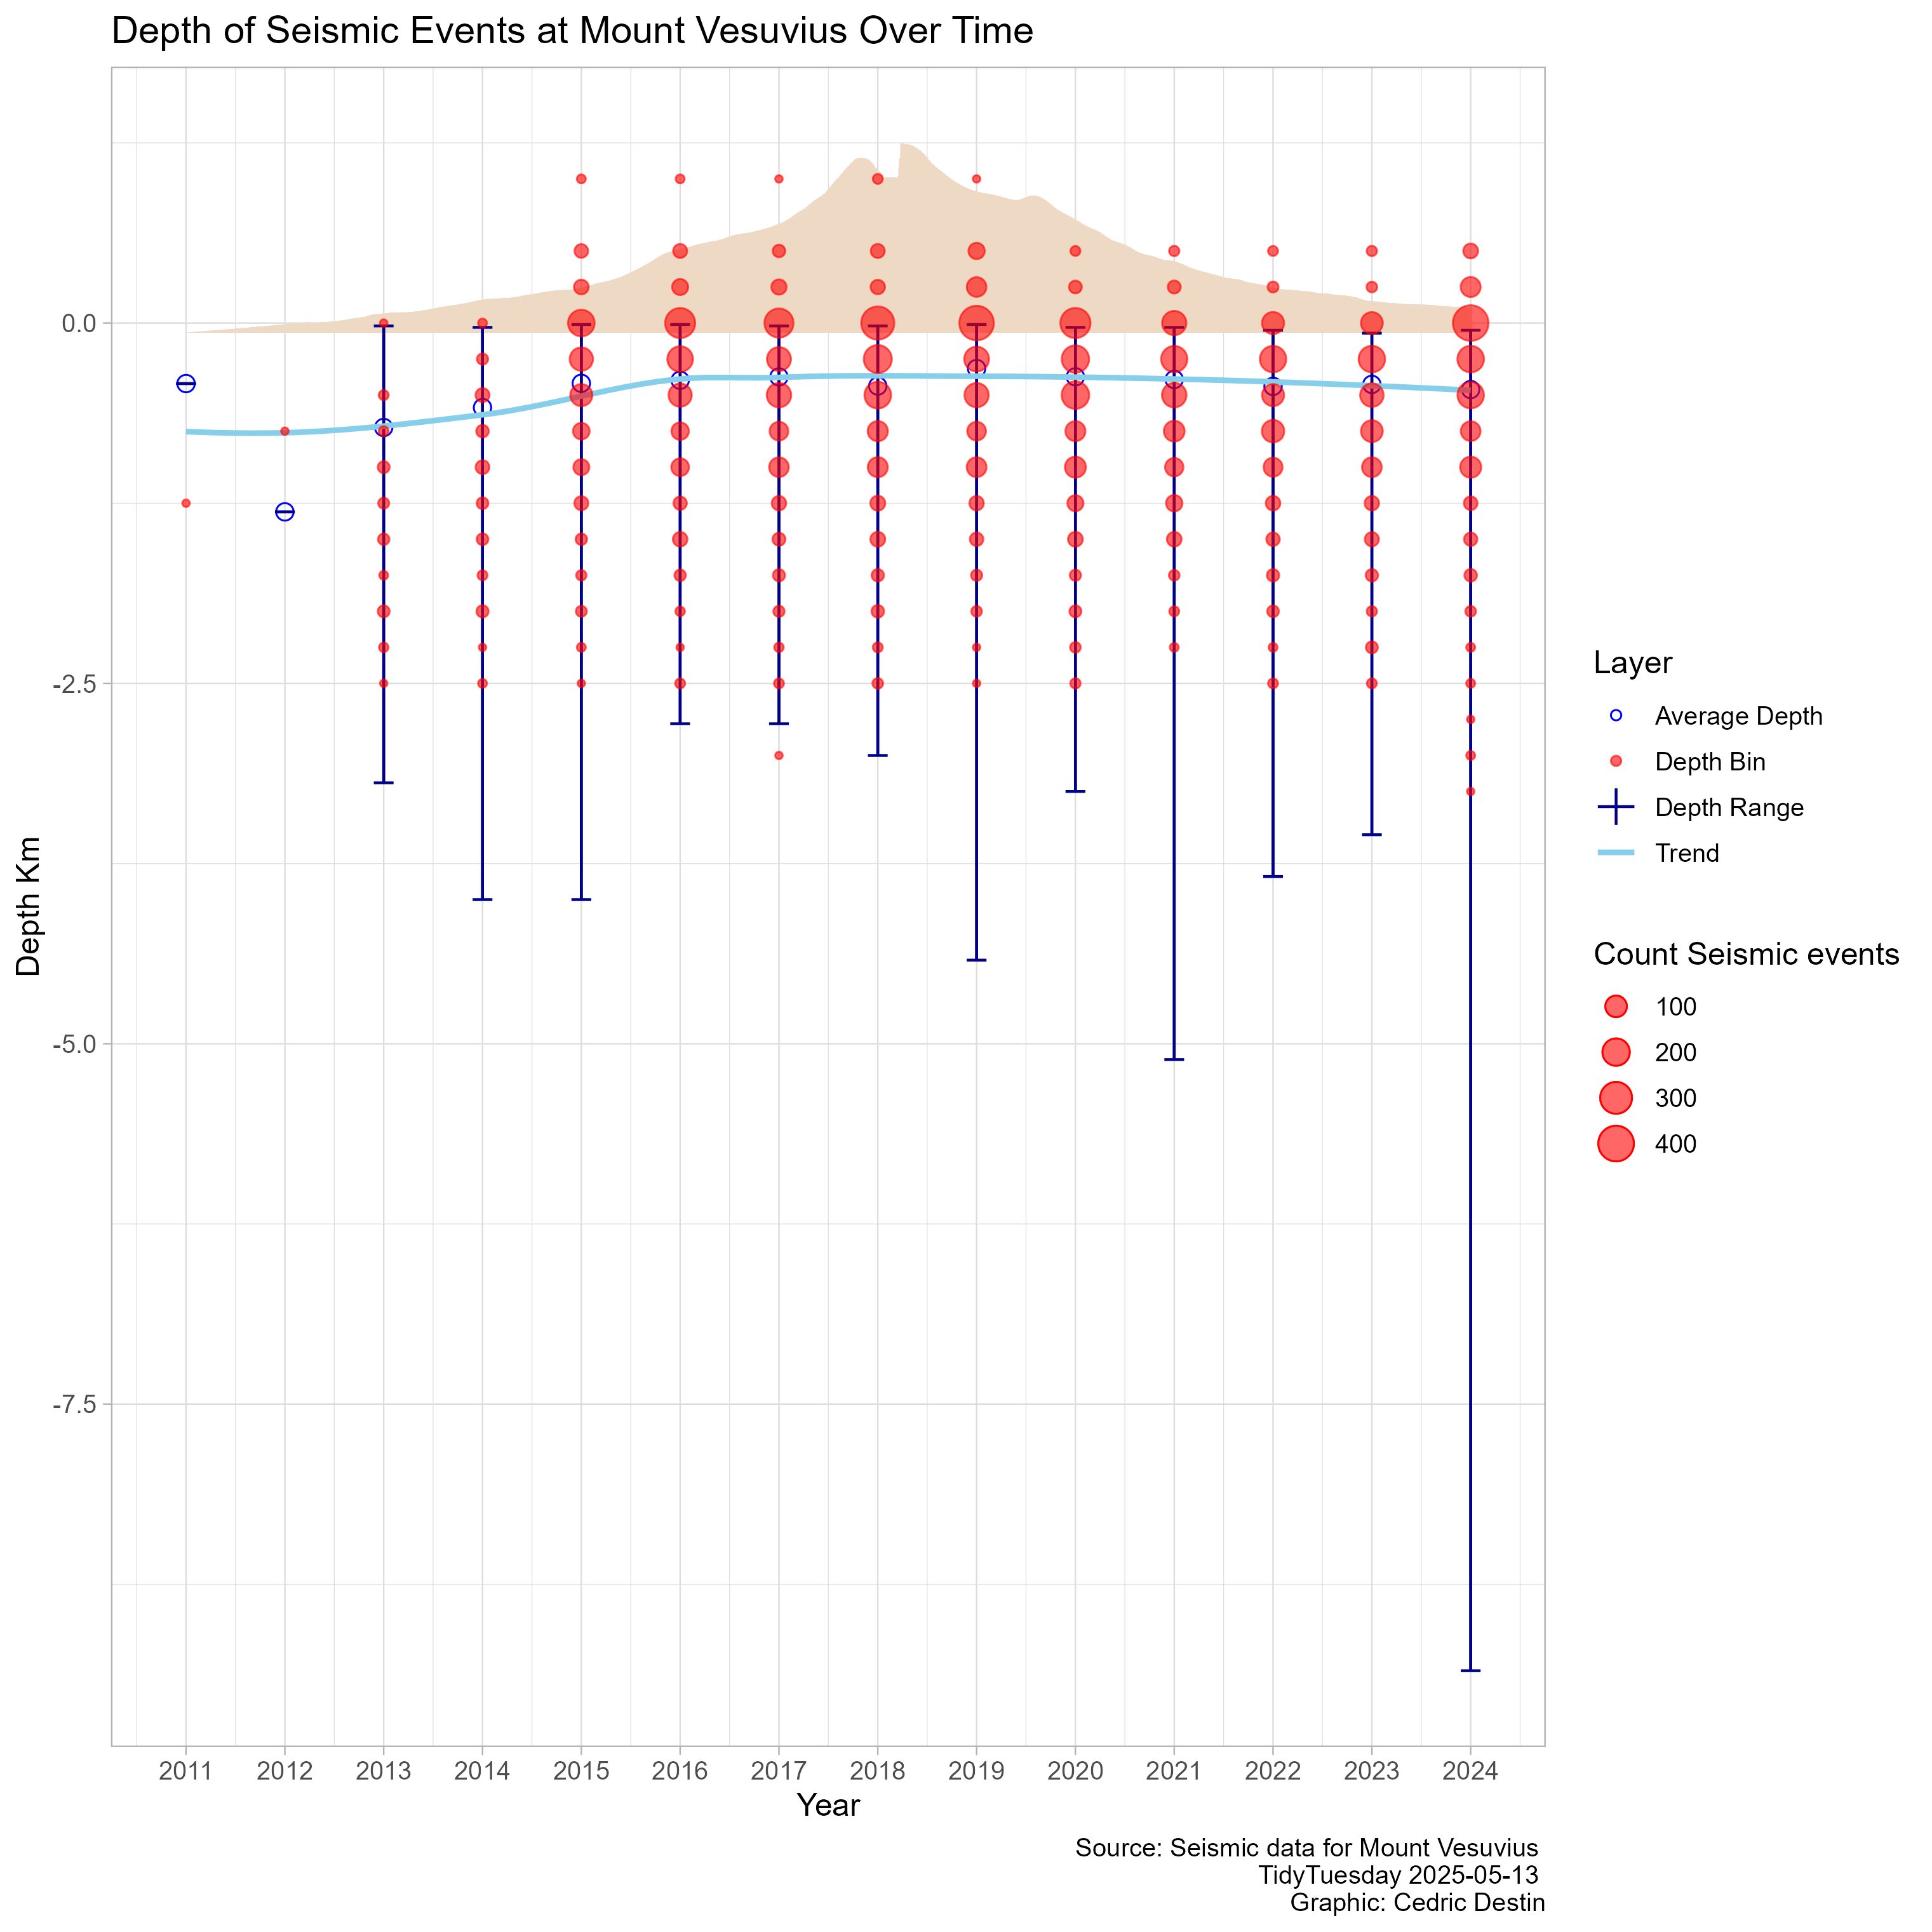 Depth of Seismic Events at Mount Vesuvius Over Time
0.0
-2.5
-5.0
-7.5
Depth Km
2011 2012 2013 2014 2015 2016 2017 2018 2019 2020 2021 2022 2023 2024
Year
Layer
Average Depth
Depth Bin
Depth Range
Trend
Count Seismic events
100
200
300
400
Source: Seismic data for Mount Vesuvius
TidyTuesday 2025-05-13
Graphic: Cedric Destin